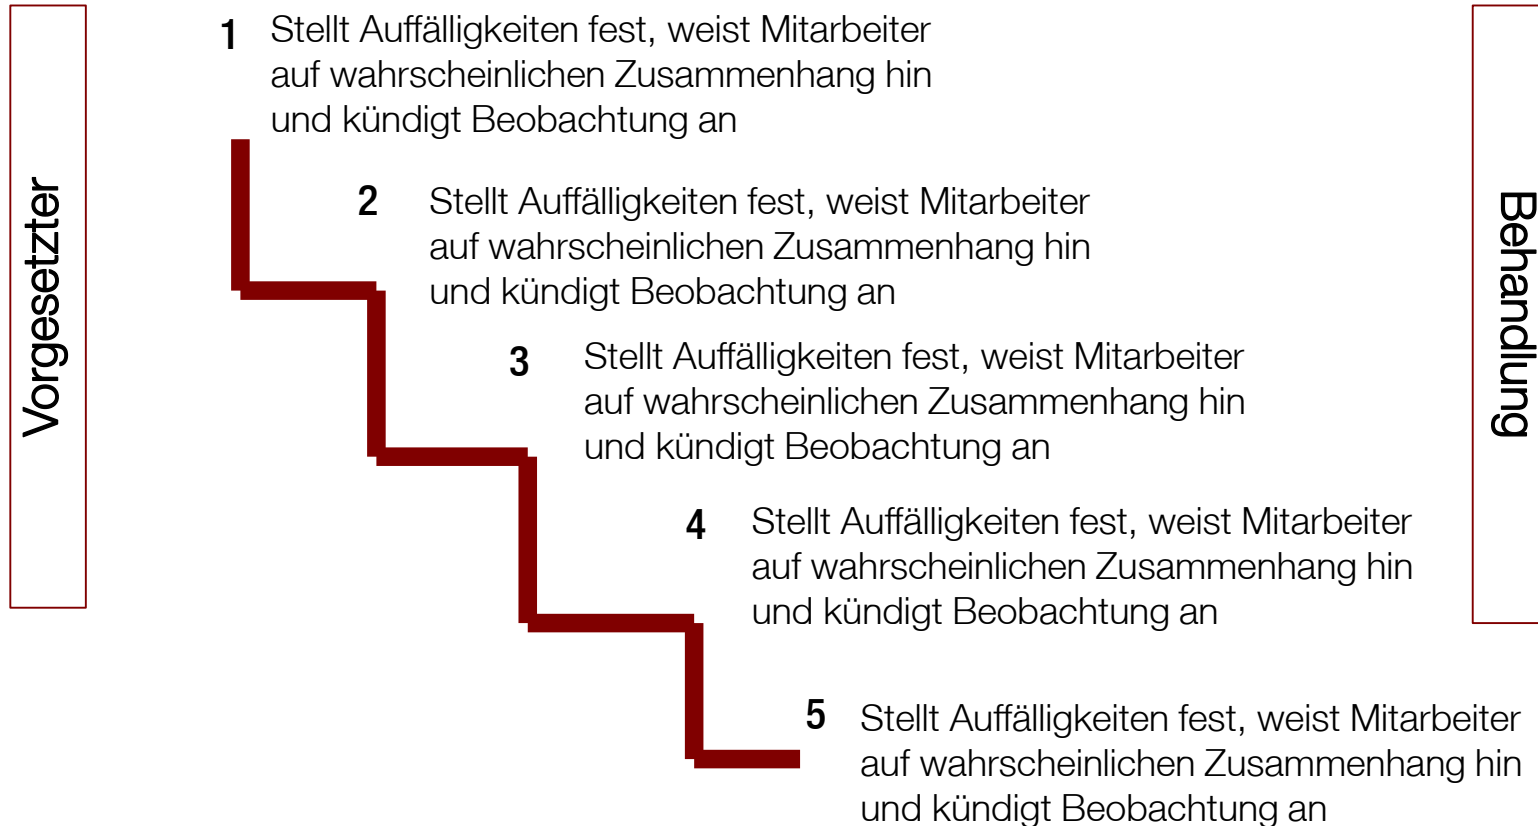 Vorgesetzter
1 Stellt Auffälligkeiten fest, weist Mitarbeiter
auf wahrscheinlichen Zusammenhang hin
und kündigt Beobachtung an
2 Stellt Auffälligkeiten fest, weist Mitarbeiter
auf wahrscheinlichen Zusammenhang hin
und kündigt Beobachtung an
3 Stellt Auffälligkeiten fest, weist Mitarbeiter
auf wahrscheinlichen Zusammenhang hin
und kündigt Beobachtung an
4 Stellt Auffälligkeiten fest, weist Mitarbeiter
auf wahrscheinlichen Zusammenhang hin
und kündigt Beobachtung an
5 Stellt Auffälligkeiten fest, weist Mitarbeiter
auf wahrscheinlichen Zusammenhang hin
und kündigt Beobachtung an
Behandlung